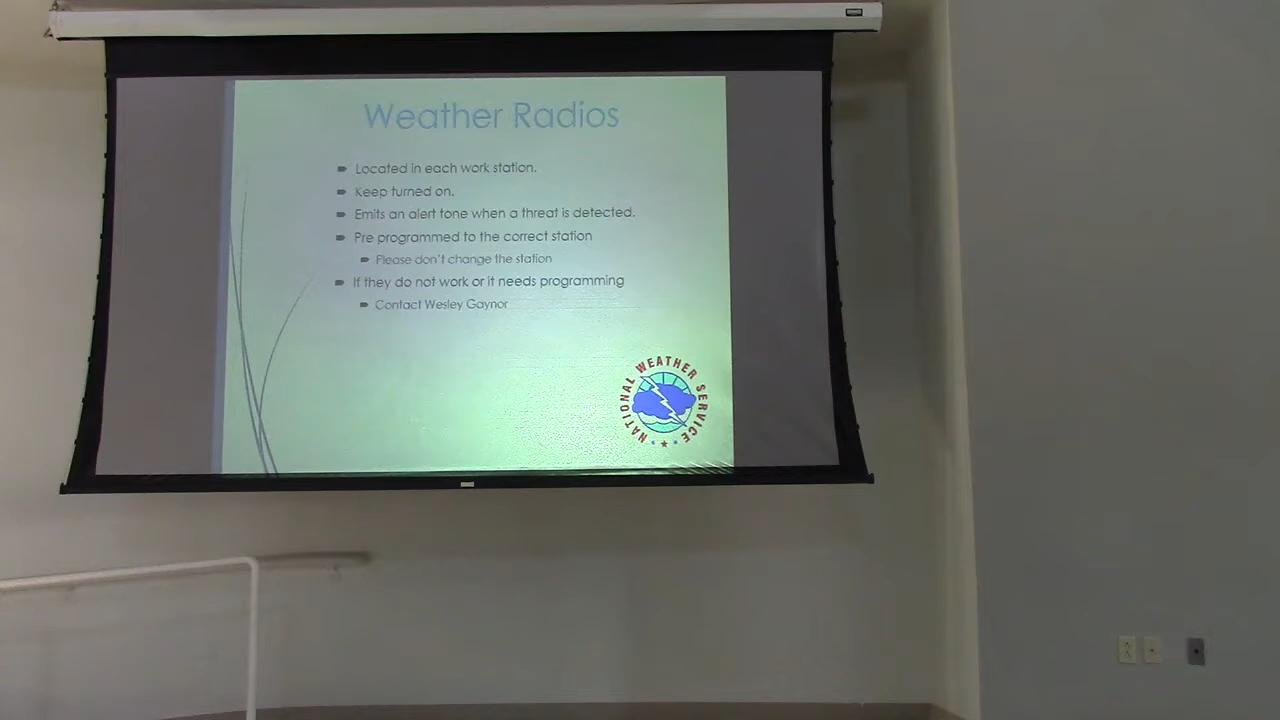 Weather Radios
Located in each work station.
Keep turned on.
Emits an alert tone when a threat is detected.
Pre programmed to the correct station
Please don't change the station
If they do not work or it needs programming
Contact Wesley Gaynor
NATIONAL WEATHER SERVICE